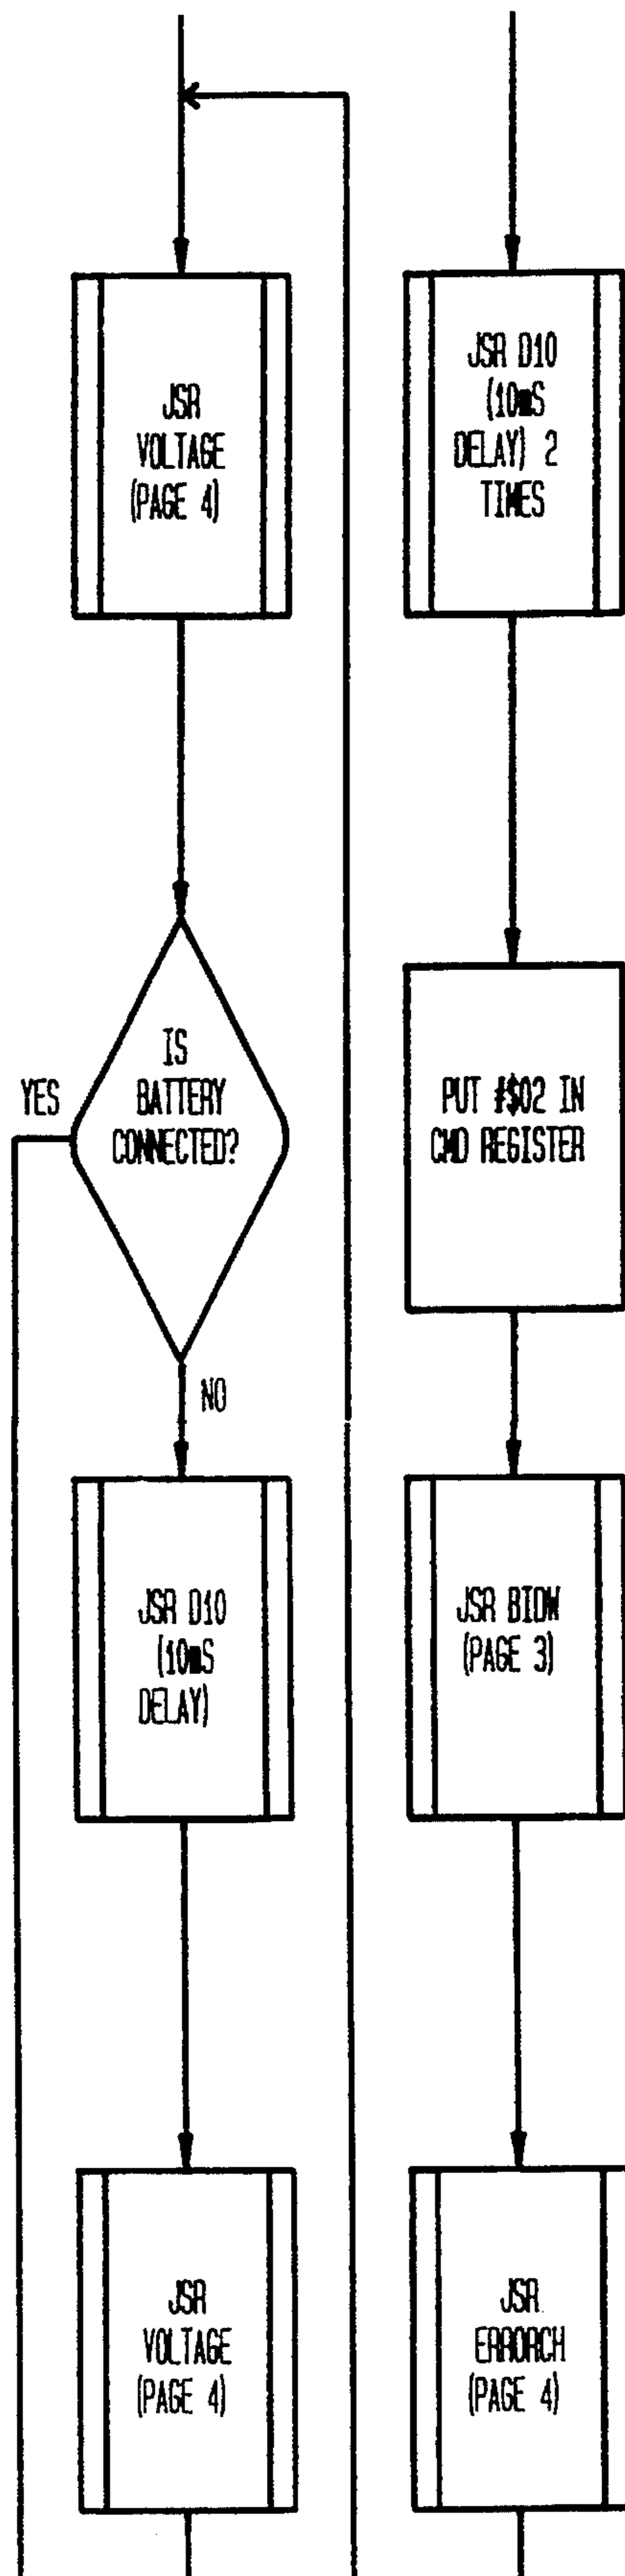 JSR
VOLTAGE
(PAGE 4)
IS
BATTERY
CONNECTED?
YES
NO
JSR D10
(10mS
DELAY)
JSR
VOLTAGE
(PAGE 4)
JSR D10
(10mS
DELAY) 2
TIMES
PUT #$02 IN
CMD REGISTER
JSR BIDW
(PAGE 3)
JSR
ERRORCH
(PAGE 4)